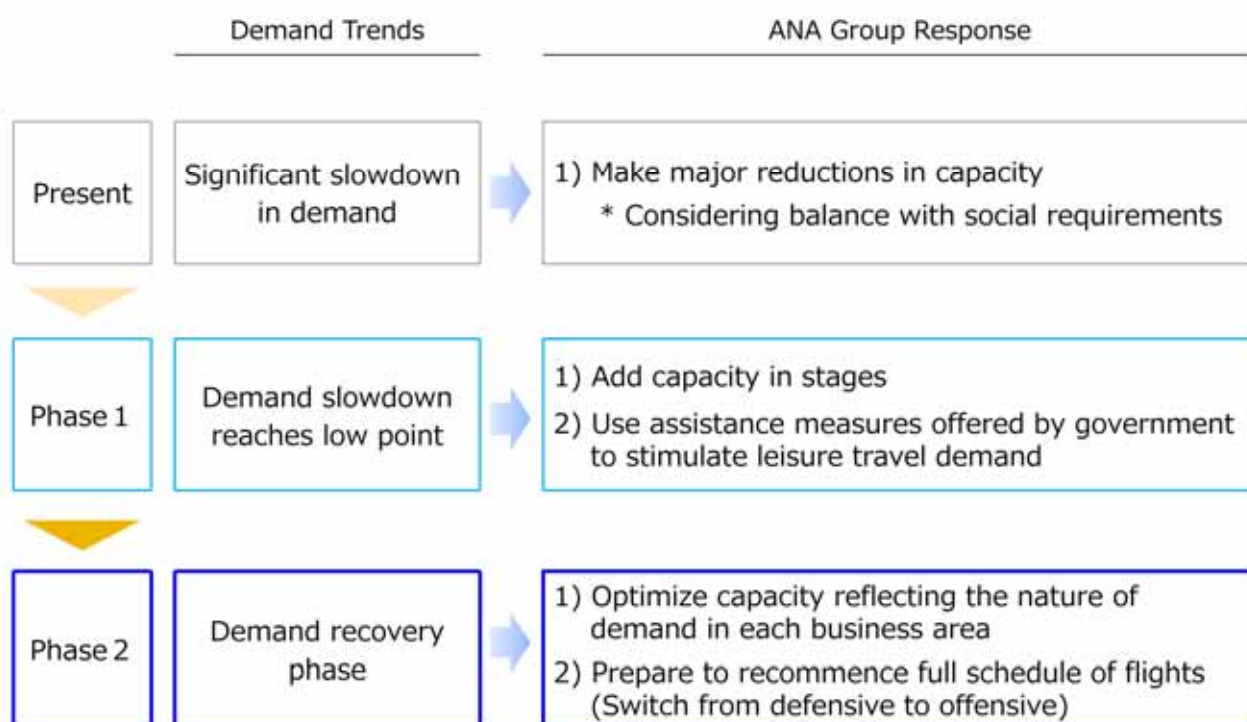 Demand Trends
ANA Group Response
Present
Significant slowdown
in demand
1) Make major reductions in capacity
* Considering balance with social requirements
Phase 1
Demand slowdown
reaches low point
1) Add capacity in stages
2) Use assistance measures offered by government
to stimulate leisure travel demand
Phase 2
Demand recovery
phase
1) Optimize capacity reflecting the nature of
demand in each business area
2) Prepare to recommence full schedule of flights
(Switch from defensive to offensive)